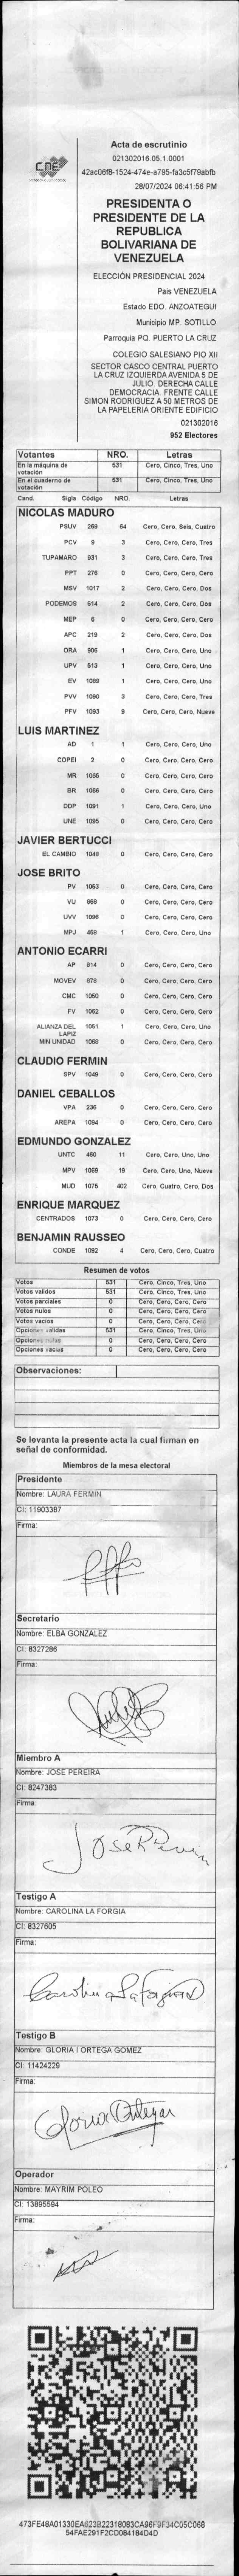 CNE
Acta de escrutinio
021302016.05.1.0001
42ac06f8-1524-474e-a795-fa3c5f79abfb
28/07/2024 06:41:56 PM
PRESIDENTA O
PRESIDENTE DE LA
REPUBLICA
BOLIVARIANA DE
VENEZUELA
ELECCIÓN PRESIDENCIAL 2024
País VENEZUELA
Estado EDO. ANZOATEGUI
Municipio MP. SOTILLO
Parroquia PQ. PUERTO LA CRUZ
COLEGIO SALESIANO PIO XII
SECTOR CASCO CENTRAL PUERTO
LA CRUZ IZQUIERDA AVENIDA 5 DE
JULIO. DERECHA CALLE
DEMOCRACIA. FRENTE CALLE
SIMON RODRIGUEZ A 50 METROS DE
LA PAPELERIA ORIENTE EDIFICIO
021302016
952 Electores
Votantes NRO. Letras
En la máquina de votación 531 Cero, Cinco, Tres, Uno
En el cuaderno de votación 531 Cero, Cinco, Tres, Uno
Cand. Sigla Código NRO. Letras
NICOLAS MADURO
PSUV 269 64 Cero, Cero, Seis, Cuatro
PCV 9 3 Cero, Cero, Cero, Tres
TUPAMARO 931 3 Cero, Cero, Cero, Tres
PPT 276 0 Cero, Cero, Cero, Cero
MSV 1017 2 Cero, Cero, Cero, Dos
PODEMOS 514 2 Cero, Cero, Cero, Dos
MEP 6 0 Cero, Cero, Cero, Cero
APC 219 2 Cero, Cero, Cero, Dos
ORA 906 1 Cero, Cero, Cero, Uno
UPV 513 1 Cero, Cero, Cero, Uno
EV 1089 1 Cero, Cero, Cero, Uno
PVV 1090 3 Cero, Cero, Cero, Tres
PFV 1093 9 Cero, Cero, Cero, Nueve
LUIS MARTINEZ
AD 1 1 Cero, Cero, Cero, Uno
COPEI 2 0 Cero, Cero, Cero, Cero
MR 1065 0 Cero, Cero, Cero, Cero
BR 1066 0 Cero, Cero, Cero, Cero
DDP 1091 1 Cero, Cero, Cero, Uno
UNE 1095 0 Cero, Cero, Cero, Cero
JAVIER BERTUCCI
EL CAMBIO 1048 0 Cero, Cero, Cero, Cero
JOSE BRITO
PV 1053 0 Cero, Cero, Cero, Cero
VU 969 0 Cero, Cero, Cero, Cero
UVV 1096 0 Cero, Cero, Cero, Cero
MPJ 459 1 Cero, Cero, Cero, Uno
ANTONIO ECARRI
AP 814 0 Cero, Cero, Cero, Cero
MOVEV 878 0 Cero, Cero, Cero, Cero
CMC 1050 0 Cero, Cero, Cero, Cero
FV 1062 0 Cero, Cero, Cero, Cero
ALIANZA DEL LAPIZ 1051 1 Cero, Cero, Cero, Uno
MIN UNIDAD 1068 0 Cero, Cero, Cero, Cero
CLAUDIO FERMIN
SPV 1049 0 Cero, Cero, Cero, Cero
DANIEL CEBALLOS
VPA 236 0 Cero, Cero, Cero, Cero
AREPA 1094 0 Cero, Cero, Cero, Cero
EDMUNDO GONZALEZ
UNTC 460 11 Cero, Cero, Uno, Uno
MPV 1069 19 Cero, Cero, Uno, Nueve
MUD 1075 402 Cero, Cuatro, Cero, Dos
ENRIQUE MARQUEZ
CENTRADOS 1073 0 Cero, Cero, Cero, Cero
BENJAMIN RAUSSEO
CONDE 1092 4 Cero, Cero, Cero, Cuatro
Resumen de votos
Votos 531 Cero, Cinco, Tres, Uno
Votos validos 531 Cero, Cinco, Tres, Uno
Votos parciales 0 Cero, Cero, Cero, Cero
Votos nulos 0 Cero, Cero, Cero, Cero
Votos vacios 0 Cero, Cero, Cero, Cero
Opciones validas 531 Cero, Cinco, Tres, Uno
Opciones nulas 0 Cero, Cero, Cero, Cero
Opciones vacias 0 Cero, Cero, Cero, Cero
Observaciones:
Se levanta la presente acta la cual firman en
señal de conformidad.
Miembros de la mesa electoral
Presidente
Nombre: LAURA FERMIN
CI: 11903387
Firma:
Secretario
Nombre: ELBA GONZALEZ
CI: 8327286
Firma:
Miembro A
Nombre: JOSE PEREIRA
CI: 8247383
Firma:
Testigo A
Nombre: CAROLINA LA FORGIA
CI: 8327605
Firma:
Carolina La Forgia
Testigo B
Nombre: GLORIA I ORTEGA GOMEZ
CI: 11424229
Firma:
Gloria Ortega
Operador
Nombre: MAYRIM POLEO
CI: 13895594
Firma:
54FAE291F2CD084184D4D